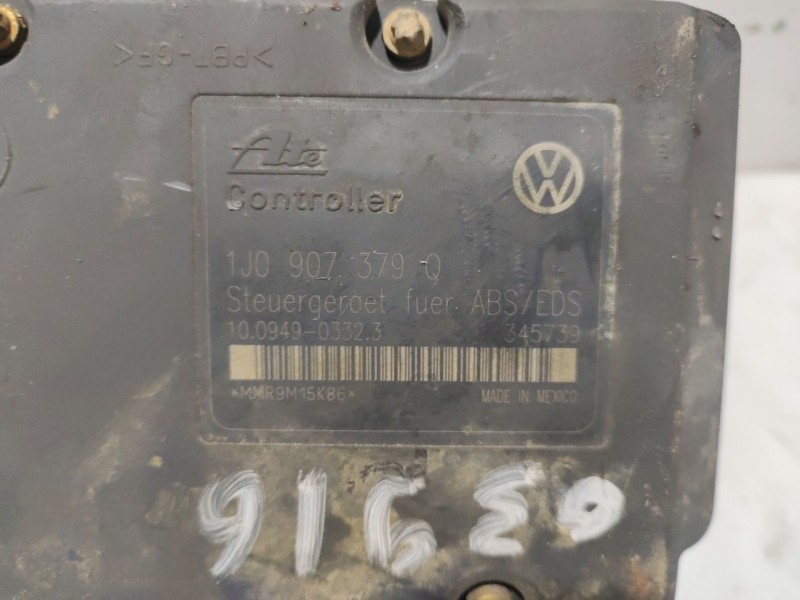 >PBT-GF<
Ate
Controller
1J0 907 379 Q
Steuergeraet fuer ABS/EDS
10.0949-0332.3 345739
*MMR9M15K86*
MADE IN MEXICO